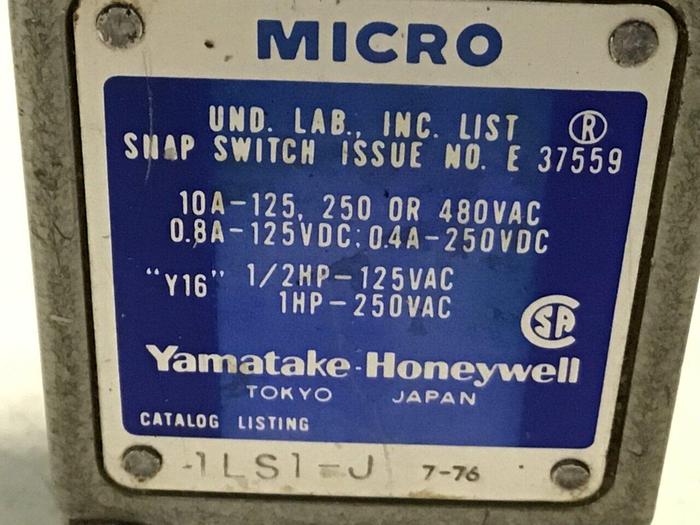 MICRO
UND. LAB., INC. LIST ®
SNAP SWITCH ISSUE NO. E 37559
10A-125, 250 OR 480VAC
0.8A-125VDC; 0.4A-250VDC
"Y16" 1/2HP-125VAC
1HP-250VAC
SA
Yamatake-Honeywell
TOKYO JAPAN
CATALOG LISTING
-1LS1-J 7-76